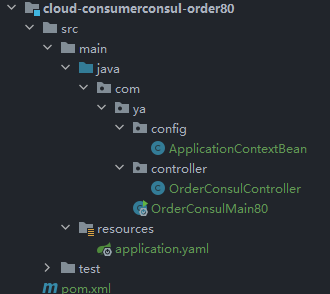 cloud-consumerconsul-order80
src
main
java
com
ya
config
ApplicationContextBean
controller
OrderConsulController
OrderConsulMain80
resources
application.yaml
test
pom.xml